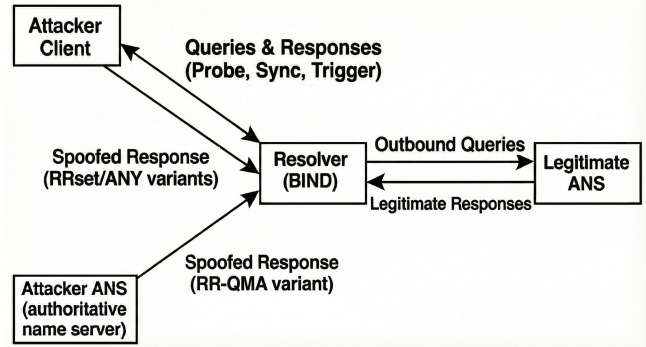 Attacker
Client
Queries & Responses
(Probe, Sync, Trigger)
Spoofed Response
(RRset/ANY variants)
Resolver
(BIND)
Outbound Queries
Legitimate Responses
Legitimate
ANS
Spoofed Response
(RR-QMA variant)
Attacker ANS
(authoritative
name server)